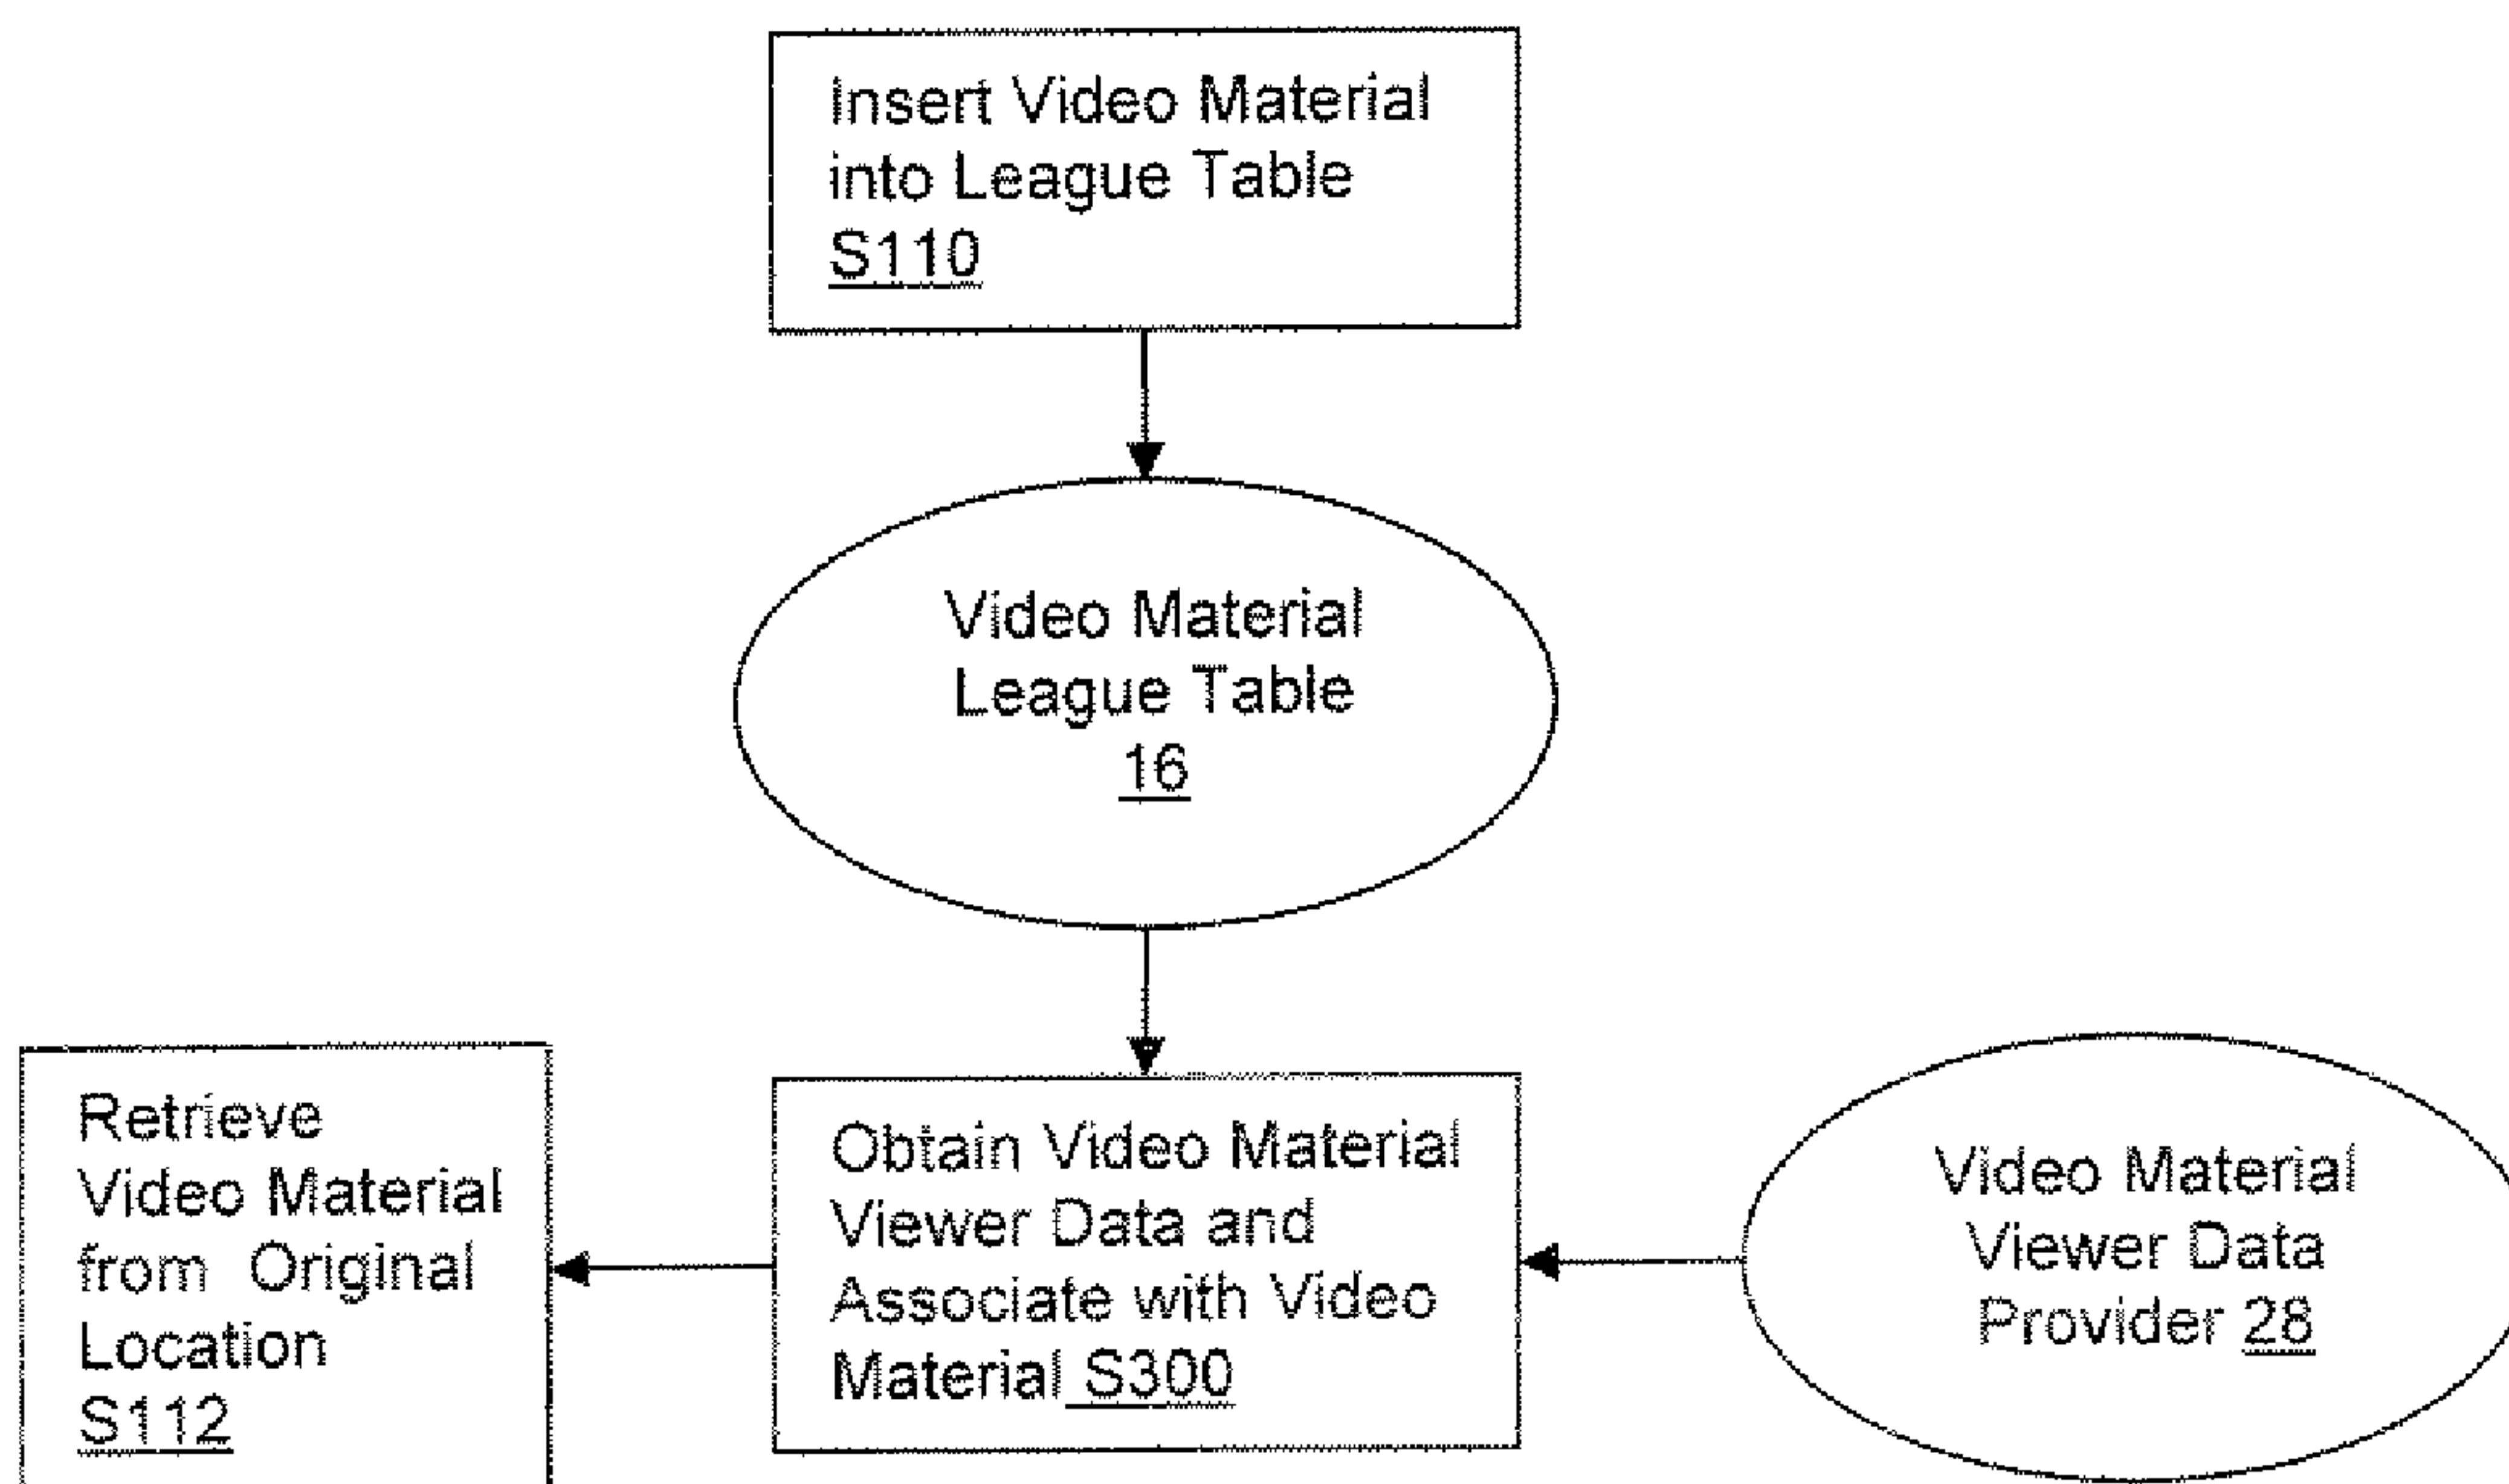 Insert Video Material
into League Table
S110
Video Material
League Table
16
Retrieve
Video Material
from Original
Location
S112
Obtain Video Material
Viewer Data and
Associate with Video
Material S300
Video Material
Viewer Data
Provider 28